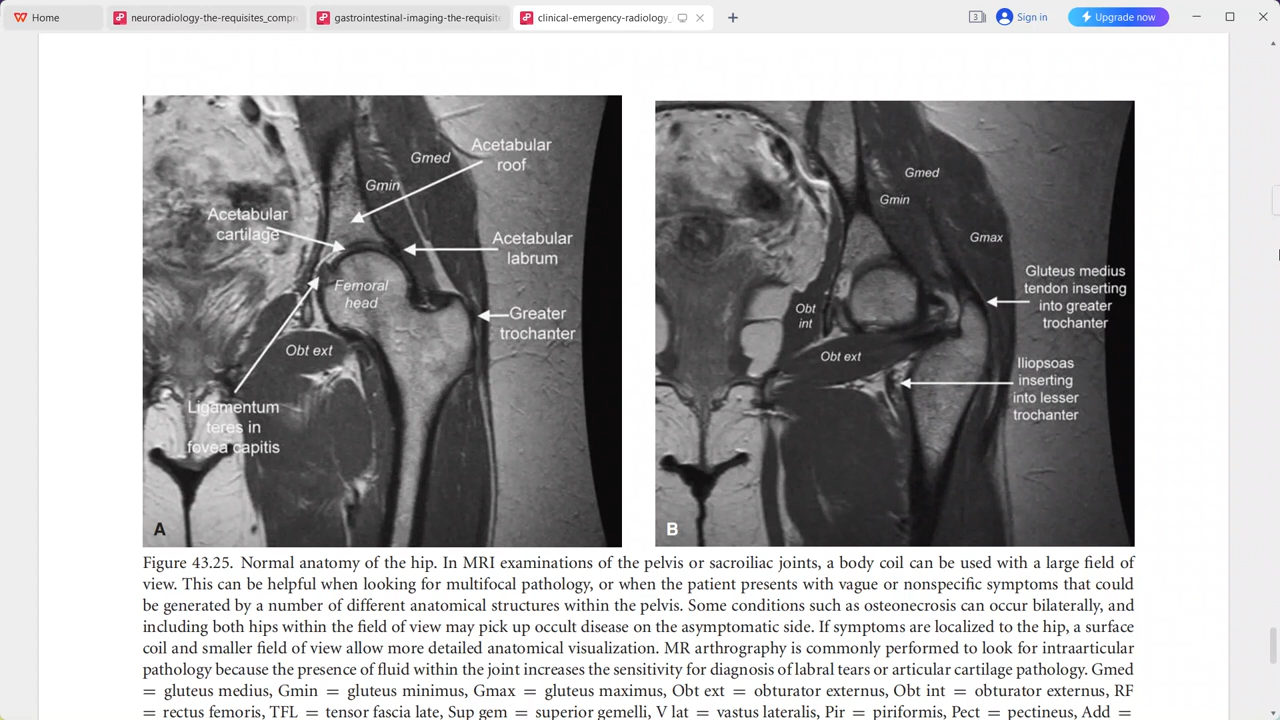 Home
neuroradiology-the-requisites_compr
gastrointestinal-imaging-the-requisite
clinical-emergency-radiology_
3
Sign in
Upgrade now
Acetabular
roof
Gmed
Gmin
Acetabular
cartilage
Acetabular
labrum
Femoral
head
Greater
trochanter
Obt ext
Ligamentum
teres in
fovea capitis
A
Gmed
Gmin
Gmax
Gluteus medius
tendon inserting
into greater
trochanter
Obt
int
Obt ext
Iliopsoas
inserting
into lesser
trochanter
B
Figure 43.25. Normal anatomy of the hip. In MRI examinations of the pelvis or sacroiliac joints, a body coil can be used with a large field of
view. This can be helpful when looking for multifocal pathology, or when the patient presents with vague or nonspecific symptoms that could
be generated by a number of different anatomical structures within the pelvis. Some conditions such as osteonecrosis can occur bilaterally, and
including both hips within the field of view may pick up occult disease on the asymptomatic side. If symptoms are localized to the hip, a surface
coil and smaller field of view allow more detailed anatomical visualization. MR arthrography is commonly performed to look for intraarticular
pathology because the presence of fluid within the joint increases the sensitivity for diagnosis of labral tears or articular cartilage pathology. Gmed
= gluteus medius, Gmin = gluteus minimus, Gmax = gluteus maximus, Obt ext = obturator externus, Obt int = obturator externus, RF
= rectus femoris, TFL = tensor fascia late, Sup gem = superior gemelli, V lat = vastus lateralis, Pir = piriformis, Pect = pectineus, Add =